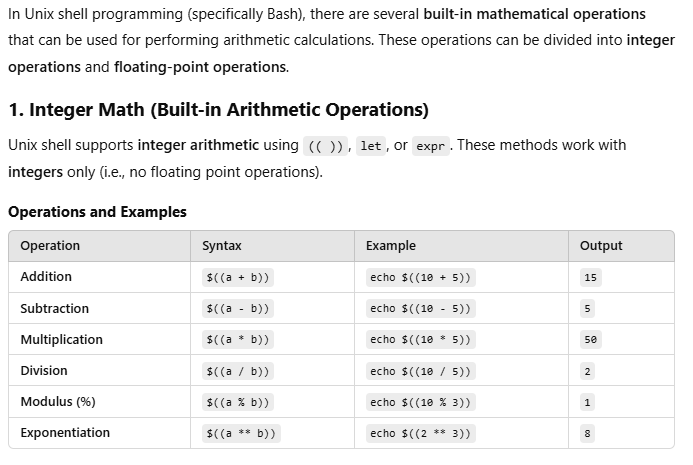 In Unix shell programming (specifically Bash), there are several built-in mathematical operations
that can be used for performing arithmetic calculations. These operations can be divided into integer
operations and floating-point operations.
1. Integer Math (Built-in Arithmetic Operations)
Unix shell supports integer arithmetic using (( )), let, or expr. These methods work with
integers only (i.e., no floating point operations).
Operations and Examples
Operation Syntax Example Output
Addition $((a + b)) echo $((10 + 5)) 15
Subtraction $((a - b)) echo $((10 - 5)) 5
Multiplication $((a * b)) echo $((10 * 5)) 50
Division $((a / b)) echo $((10 / 5)) 2
Modulus (%) $((a % b)) echo $((10 % 3)) 1
Exponentiation $((a ** b)) echo $((2 ** 3)) 8